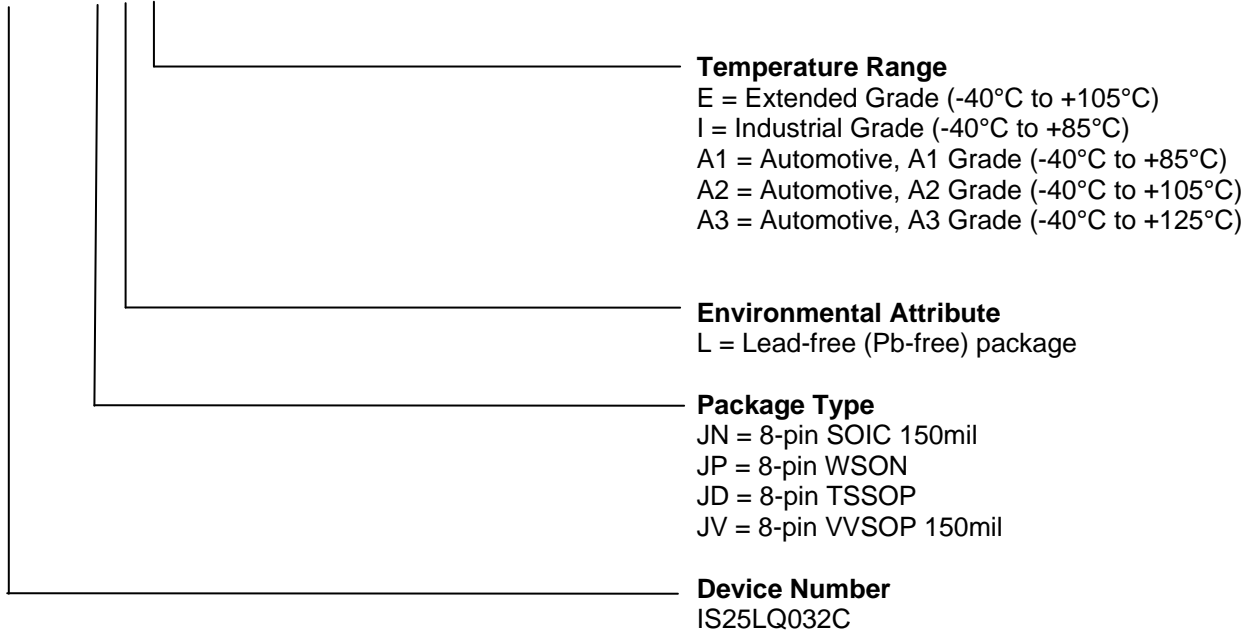 Temperature Range
E = Extended Grade (-40°C to +105°C)
I = Industrial Grade (-40°C to +85°C)
A1 = Automotive, A1 Grade (-40°C to +85°C)
A2 = Automotive, A2 Grade (-40°C to +105°C)
A3 = Automotive, A3 Grade (-40°C to +125°C)
Environmental Attribute
L = Lead-free (Pb-free) package
Package Type
JN = 8-pin SOIC 150mil
JP = 8-pin WSON
JD = 8-pin TSSOP
JV = 8-pin VVSOP 150mil
Device Number
IS25LQ032C